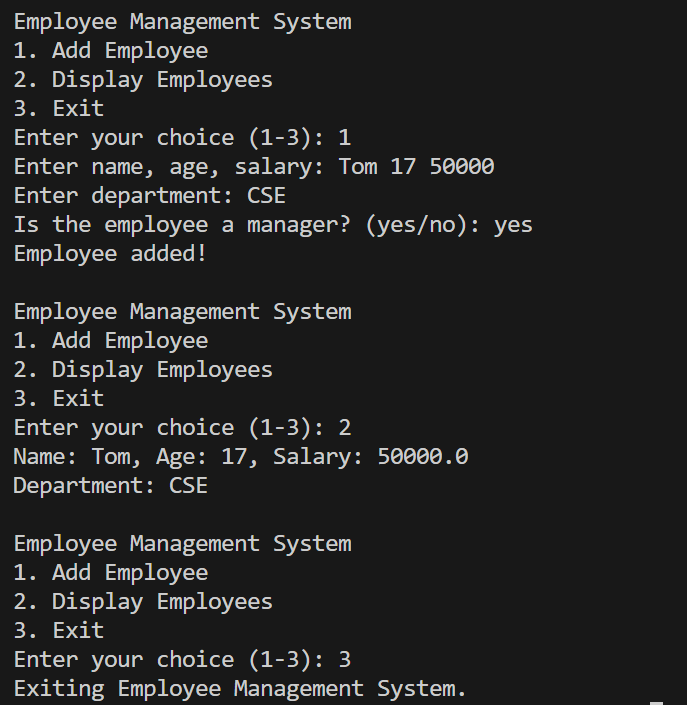 Employee Management System
1. Add Employee
2. Display Employees
3. Exit
Enter your choice (1-3): 1
Enter name, age, salary: Tom 17 50000
Enter department: CSE
Is the employee a manager? (yes/no): yes
Employee added!

Employee Management System
1. Add Employee
2. Display Employees
3. Exit
Enter your choice (1-3): 2
Name: Tom, Age: 17, Salary: 50000.0
Department: CSE

Employee Management System
1. Add Employee
2. Display Employees
3. Exit
Enter your choice (1-3): 3
Exiting Employee Management System.